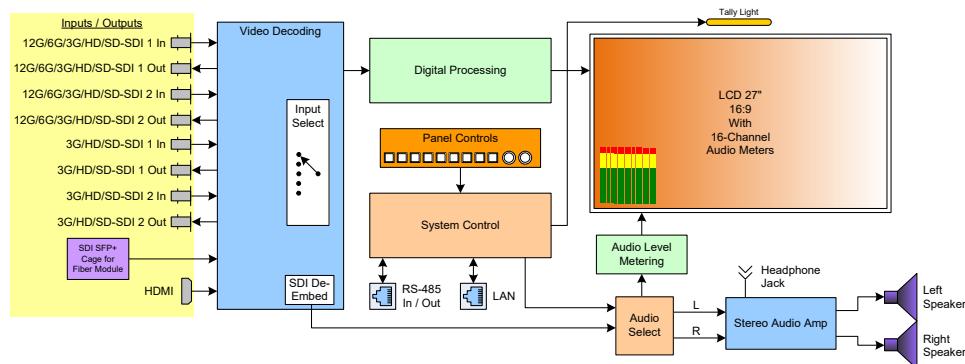 Inputs / Outputs
12G/6G/3G/HD/SD-SDI 1 In
12G/6G/3G/HD/SD-SDI 1 Out
12G/6G/3G/HD/SD-SDI 2 In
12G/6G/3G/HD/SD-SDI 2 Out
3G/HD/SD-SDI 1 In
3G/HD/SD-SDI 1 Out
3G/HD/SD-SDI 2 In
3G/HD/SD-SDI 2 Out
SDI SFP+
Cage for
Fiber Module
HDMI
Video Decoding
Input
Select
SDI De-
Embed
Digital Processing
Panel Controls
System Control
RS-485
In / Out
LAN
Tally Light
LCD 27"
16:9
With
16-Channel
Audio Meters
Audio Level
Metering
Audio
Select
L
R
Headphone
Jack
Stereo Audio Amp
Left
Speaker
Right
Speaker